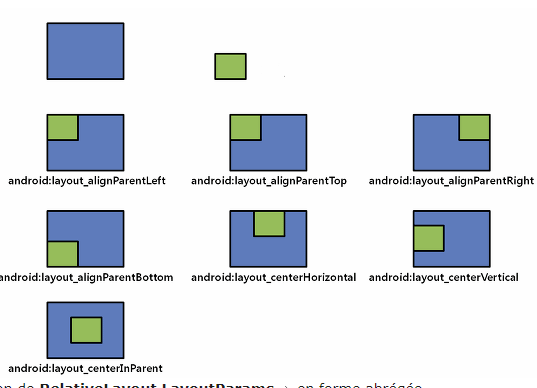 android:layout_alignParentLeft android:layout_alignParentTop android:layout_alignParentRight
android:layout_alignParentBottom android:layout_centerHorizontal android:layout_centerVertical
android:layout_centerInParent
de RelativeLayout.LayoutParams en forme abrégée